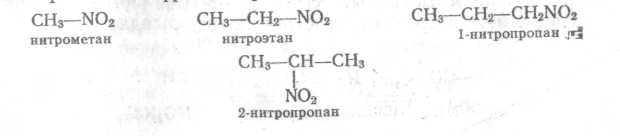 CH₃—NO₂ CH₃—CH₂—NO₂ CH₃—CH₂—CH₂NO₂
нитрометан нитроэтан 1-нитропропан
CH₃—CH—CH₃
NO₂
2-нитропропан